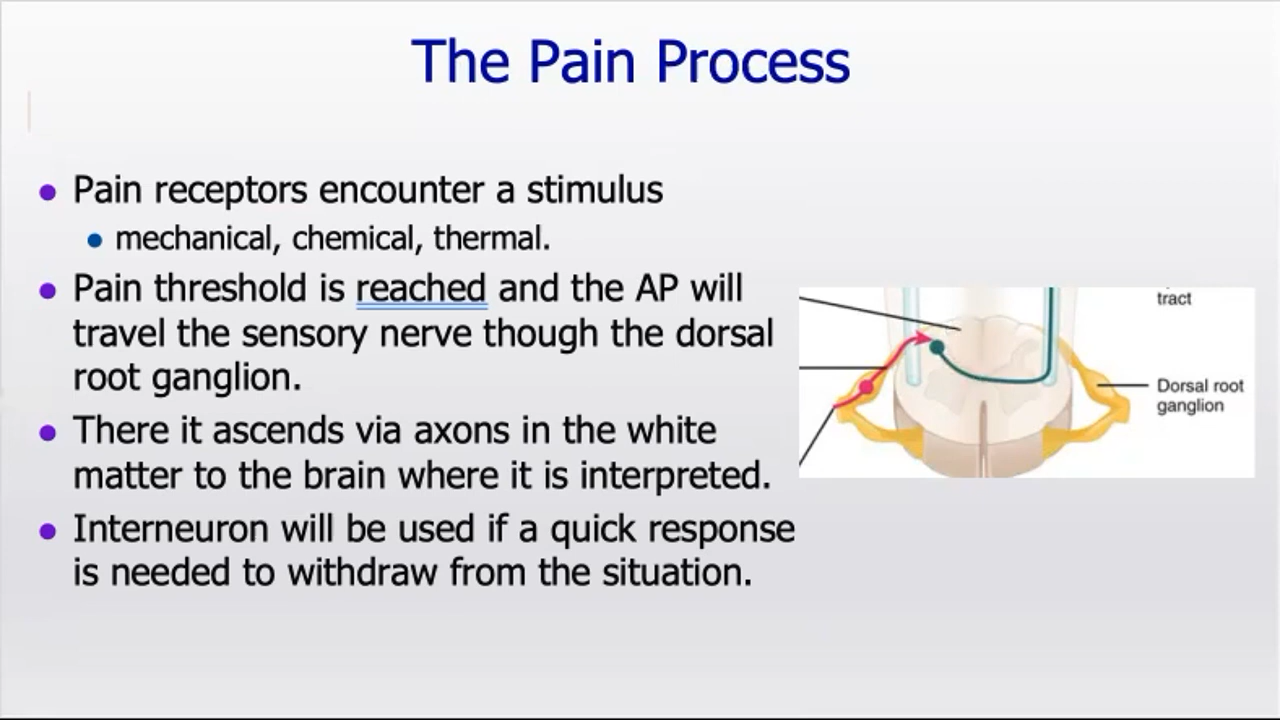 The Pain Process
Pain receptors encounter a stimulus
mechanical, chemical, thermal.
Pain threshold is reached and the AP will
travel the sensory nerve though the dorsal
root ganglion.
There it ascends via axons in the white
matter to the brain where it is interpreted.
Interneuron will be used if a quick response
is needed to withdraw from the situation.
tract
Dorsal root
ganglion